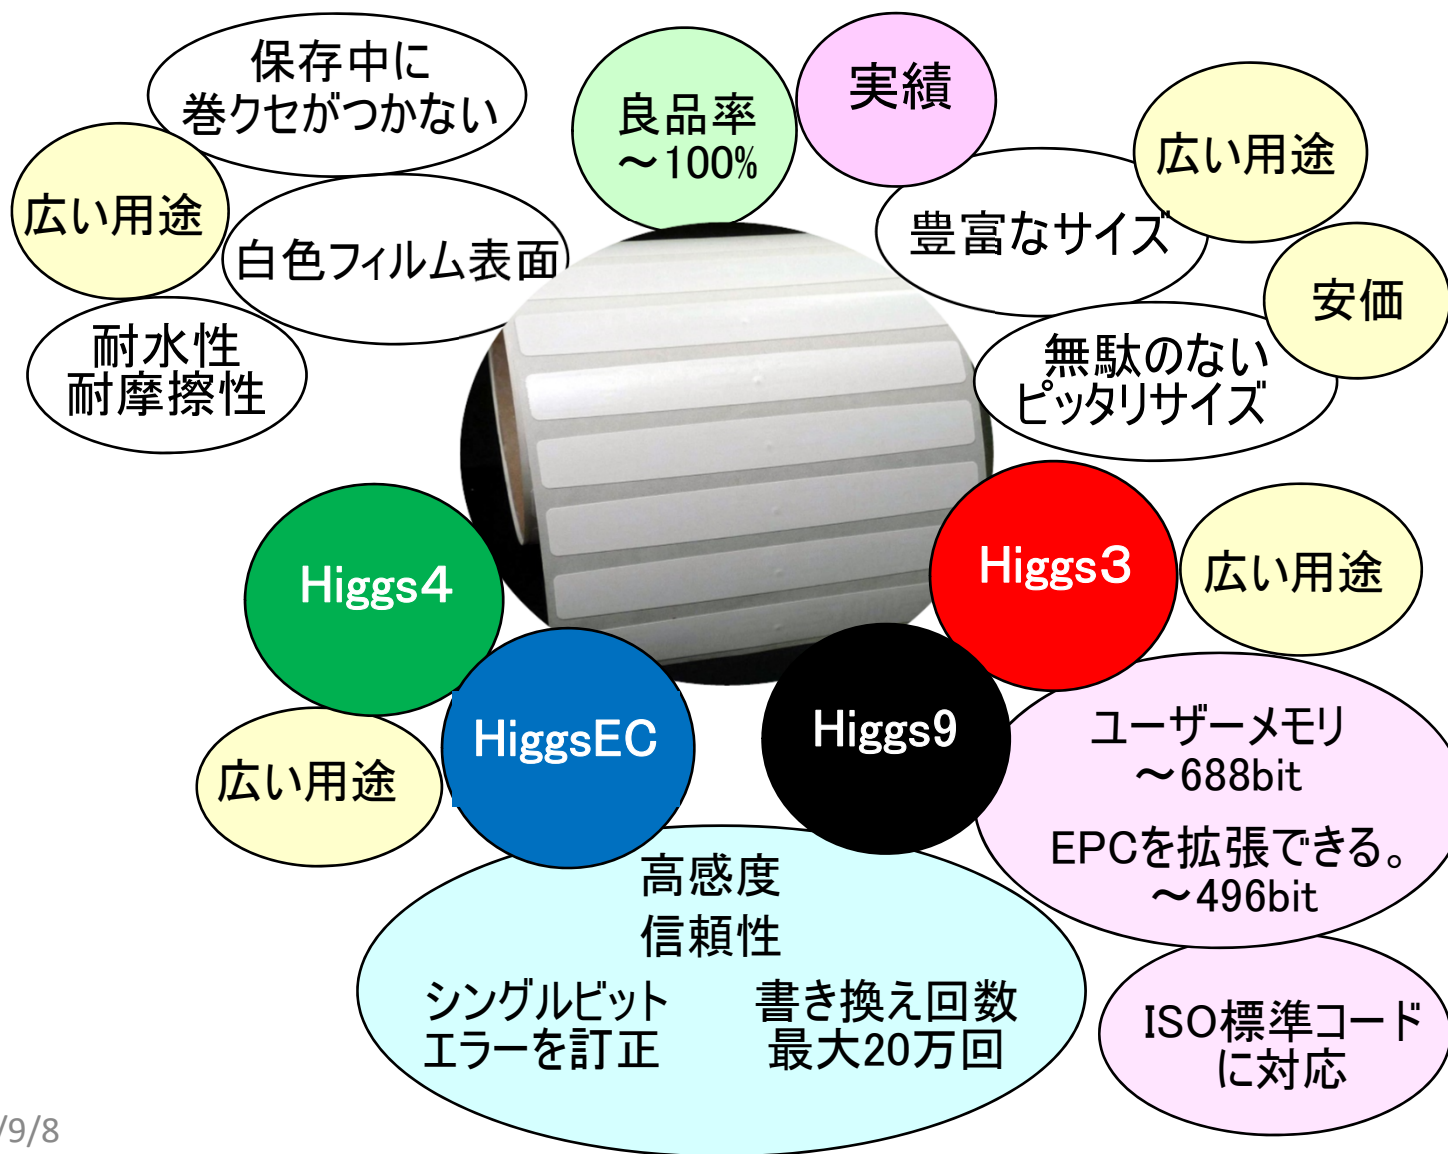 保存中に
巻クセがつかない
良品率
～100%
実績
広い用途
広い用途
豊富なサイズ
白色フィルム表面
安価
耐水性
耐摩擦性
無駄のない
ピッタリサイズ
Higgs4
Higgs3
広い用途
HiggsEC
Higgs9
広い用途
ユーザーメモリ
～688bit
EPCを拡張できる。
～496bit
高感度
信頼性
シングルビット
エラーを訂正
書き換え回数
最大20万回
ISO標準コード
に対応
/9/8